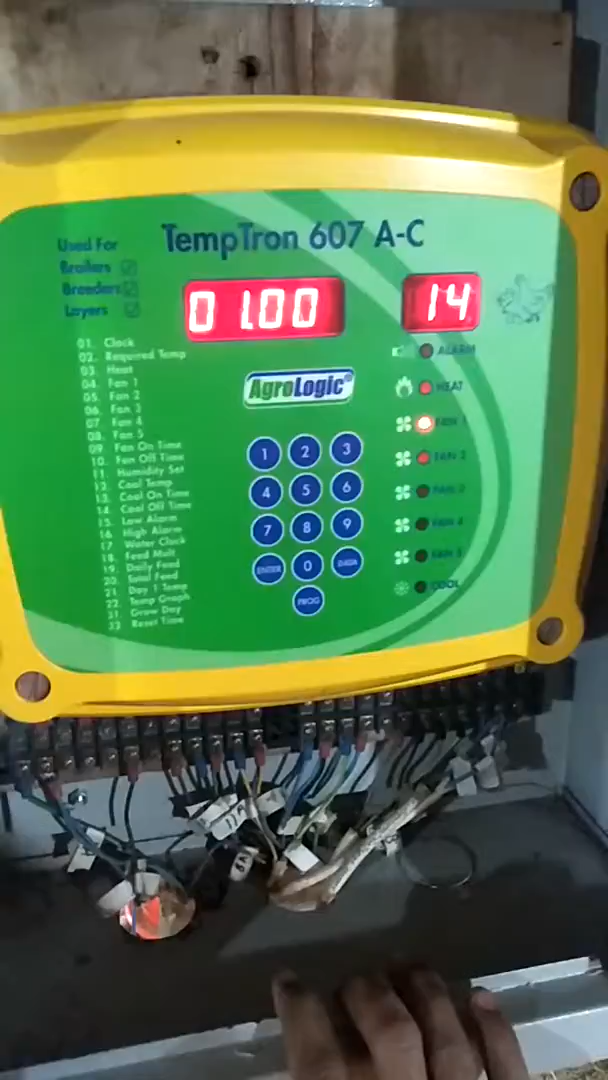 TempTron 607 A-C
Used For
Broilers
Breeders
Layers
01.00
14
01. Clock
02. Required Temp
03. Heat
04. Fan 1
05. Fan 2
06. Fan 3
07. Fan 4
08. Fan 5
09. Fan On Time
10. Fan Off Time
11. Humidity Set
12. Cool Temp
13. Cool On Time
14. Cool Off Time
15. Low Alarm
16. High Alarm
17. Water Clock
18. Feed Mult.
19. Daily Feed
20. Total Feed
21. Day 1 Temp
22. Temp Graph
31. Grow Day
33. Reset Time
AgroLogic®
1 2 3
4 5 6
7 8 9
ENTER 0 DATA
PROG
ALARM
HEAT
FAN 1
FAN 2
FAN 3
FAN 4
FAN 5
COOL